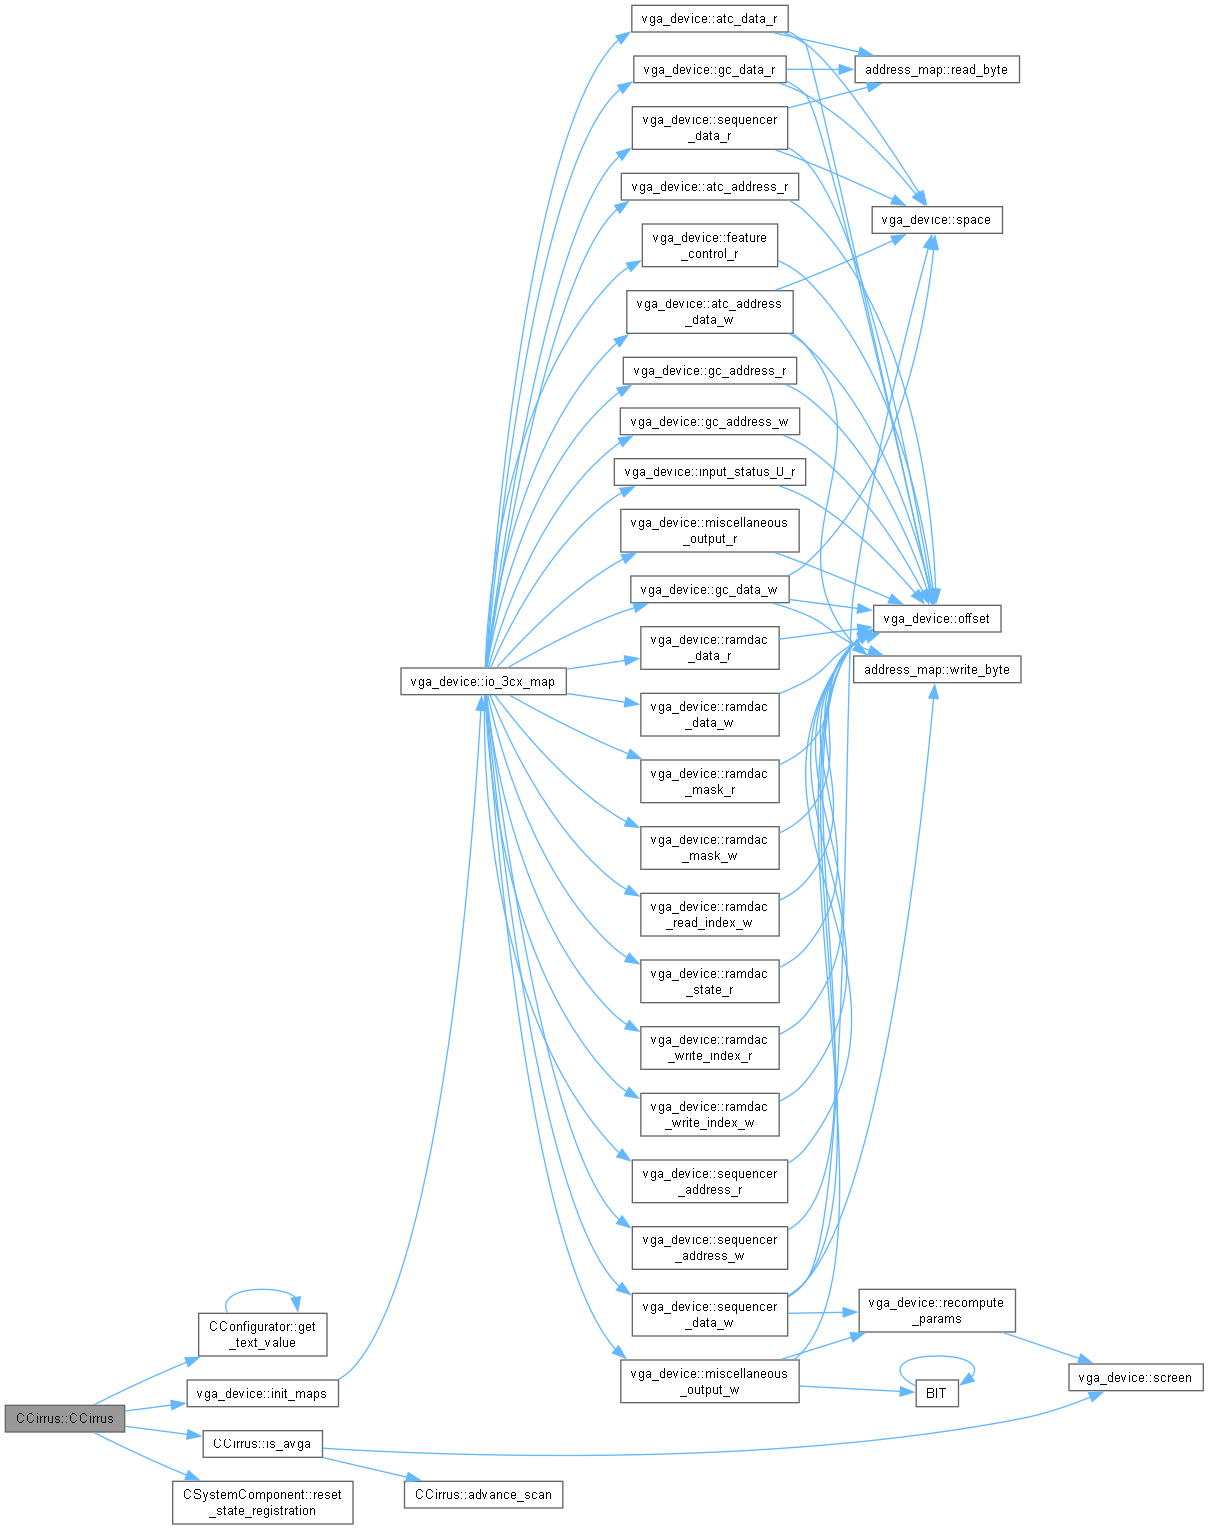 vga_device::atc_data_r
vga_device::gc_data_r
address_map::read_byte
vga_device::sequencer
_data_r
vga_device::atc_address_r
vga_device::space
vga_device::feature
_control_r
vga_device::atc_address
_data_w
vga_device::gc_address_r
vga_device::gc_address_w
vga_device::input_status_0_r
vga_device::miscellaneous
_output_r
vga_device::gc_data_w
vga_device::offset
vga_device::ramdac
_data_r
address_map::write_byte
vga_device::io_3cx_map
vga_device::ramdac
_data_w
vga_device::ramdac
_mask_r
vga_device::ramdac
_mask_w
vga_device::ramdac
_read_index_w
vga_device::ramdac
_state_r
vga_device::ramdac
_write_index_r
vga_device::ramdac
_write_index_w
vga_device::sequencer
_address_r
vga_device::sequencer
_address_w
vga_device::sequencer
_data_w
vga_device::recompute
_params
CConfigurator::get
_text_value
vga_device::screen
vga_device::miscellaneous
_output_w
BIT
vga_device::init_maps
CCirrus::CCirrus
CCirrus::is_avga
CSystemComponent::reset
_state_registration
CCirrus::advance_scan